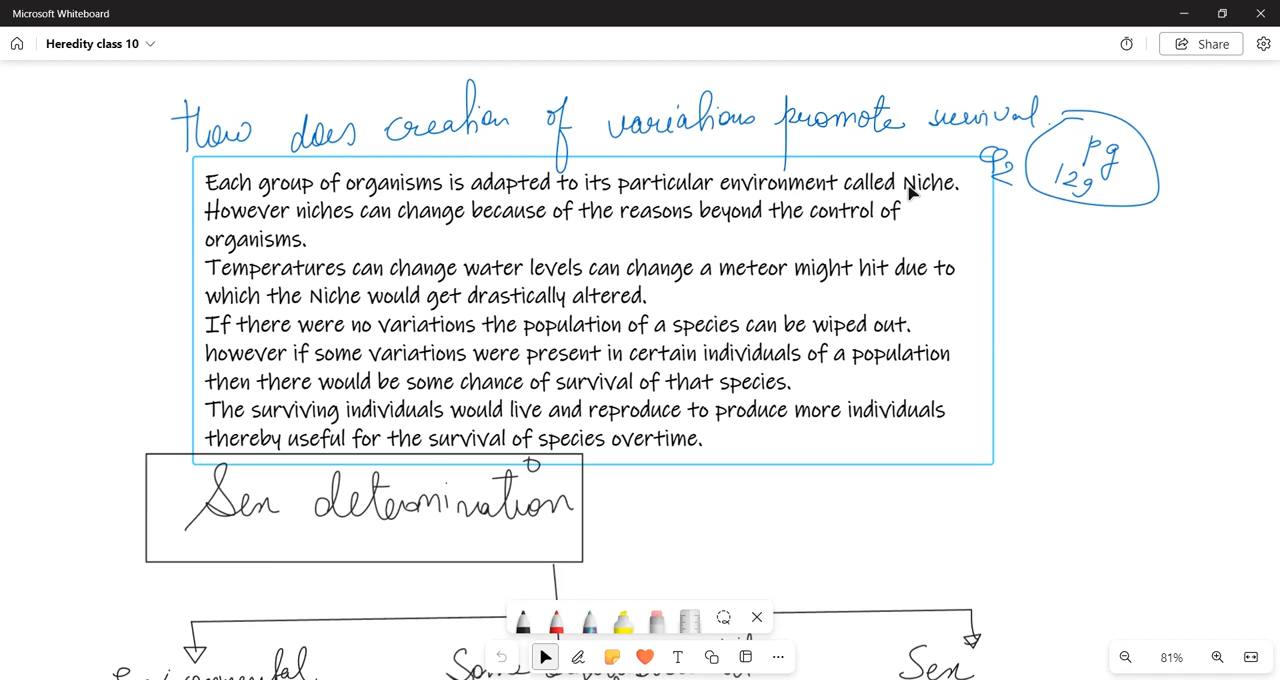 Microsoft Whiteboard
Heredity class 10
Share
How does creation of variations promote survival.
Q2
pg
129
Each group of organisms is adapted to its particular environment called Niche.
However niches can change because of the reasons beyond the control of
organisms.
Temperatures can change water levels can change a meteor might hit due to
which the Niche would get drastically altered.
If there were no variations the population of a species can be wiped out.
however if some variations were present in certain individuals of a population
then there would be some chance of survival of that species.
The surviving individuals would live and reproduce to produce more individuals
thereby useful for the survival of species overtime.
Sex determination
Sex
81%